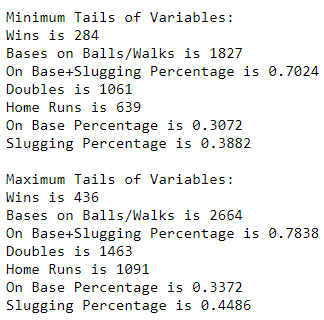 Minimum Tails of Variables:
Wins is 284
Bases on Balls/Walks is 1827
On Base+Slugging Percentage is 0.7024
Doubles is 1061
Home Runs is 639
On Base Percentage is 0.3072
Slugging Percentage is 0.3882

Maximum Tails of Variables:
Wins is 436
Bases on Balls/Walks is 2664
On Base+Slugging Percentage is 0.7838
Doubles is 1463
Home Runs is 1091
On Base Percentage is 0.3372
Slugging Percentage is 0.4486